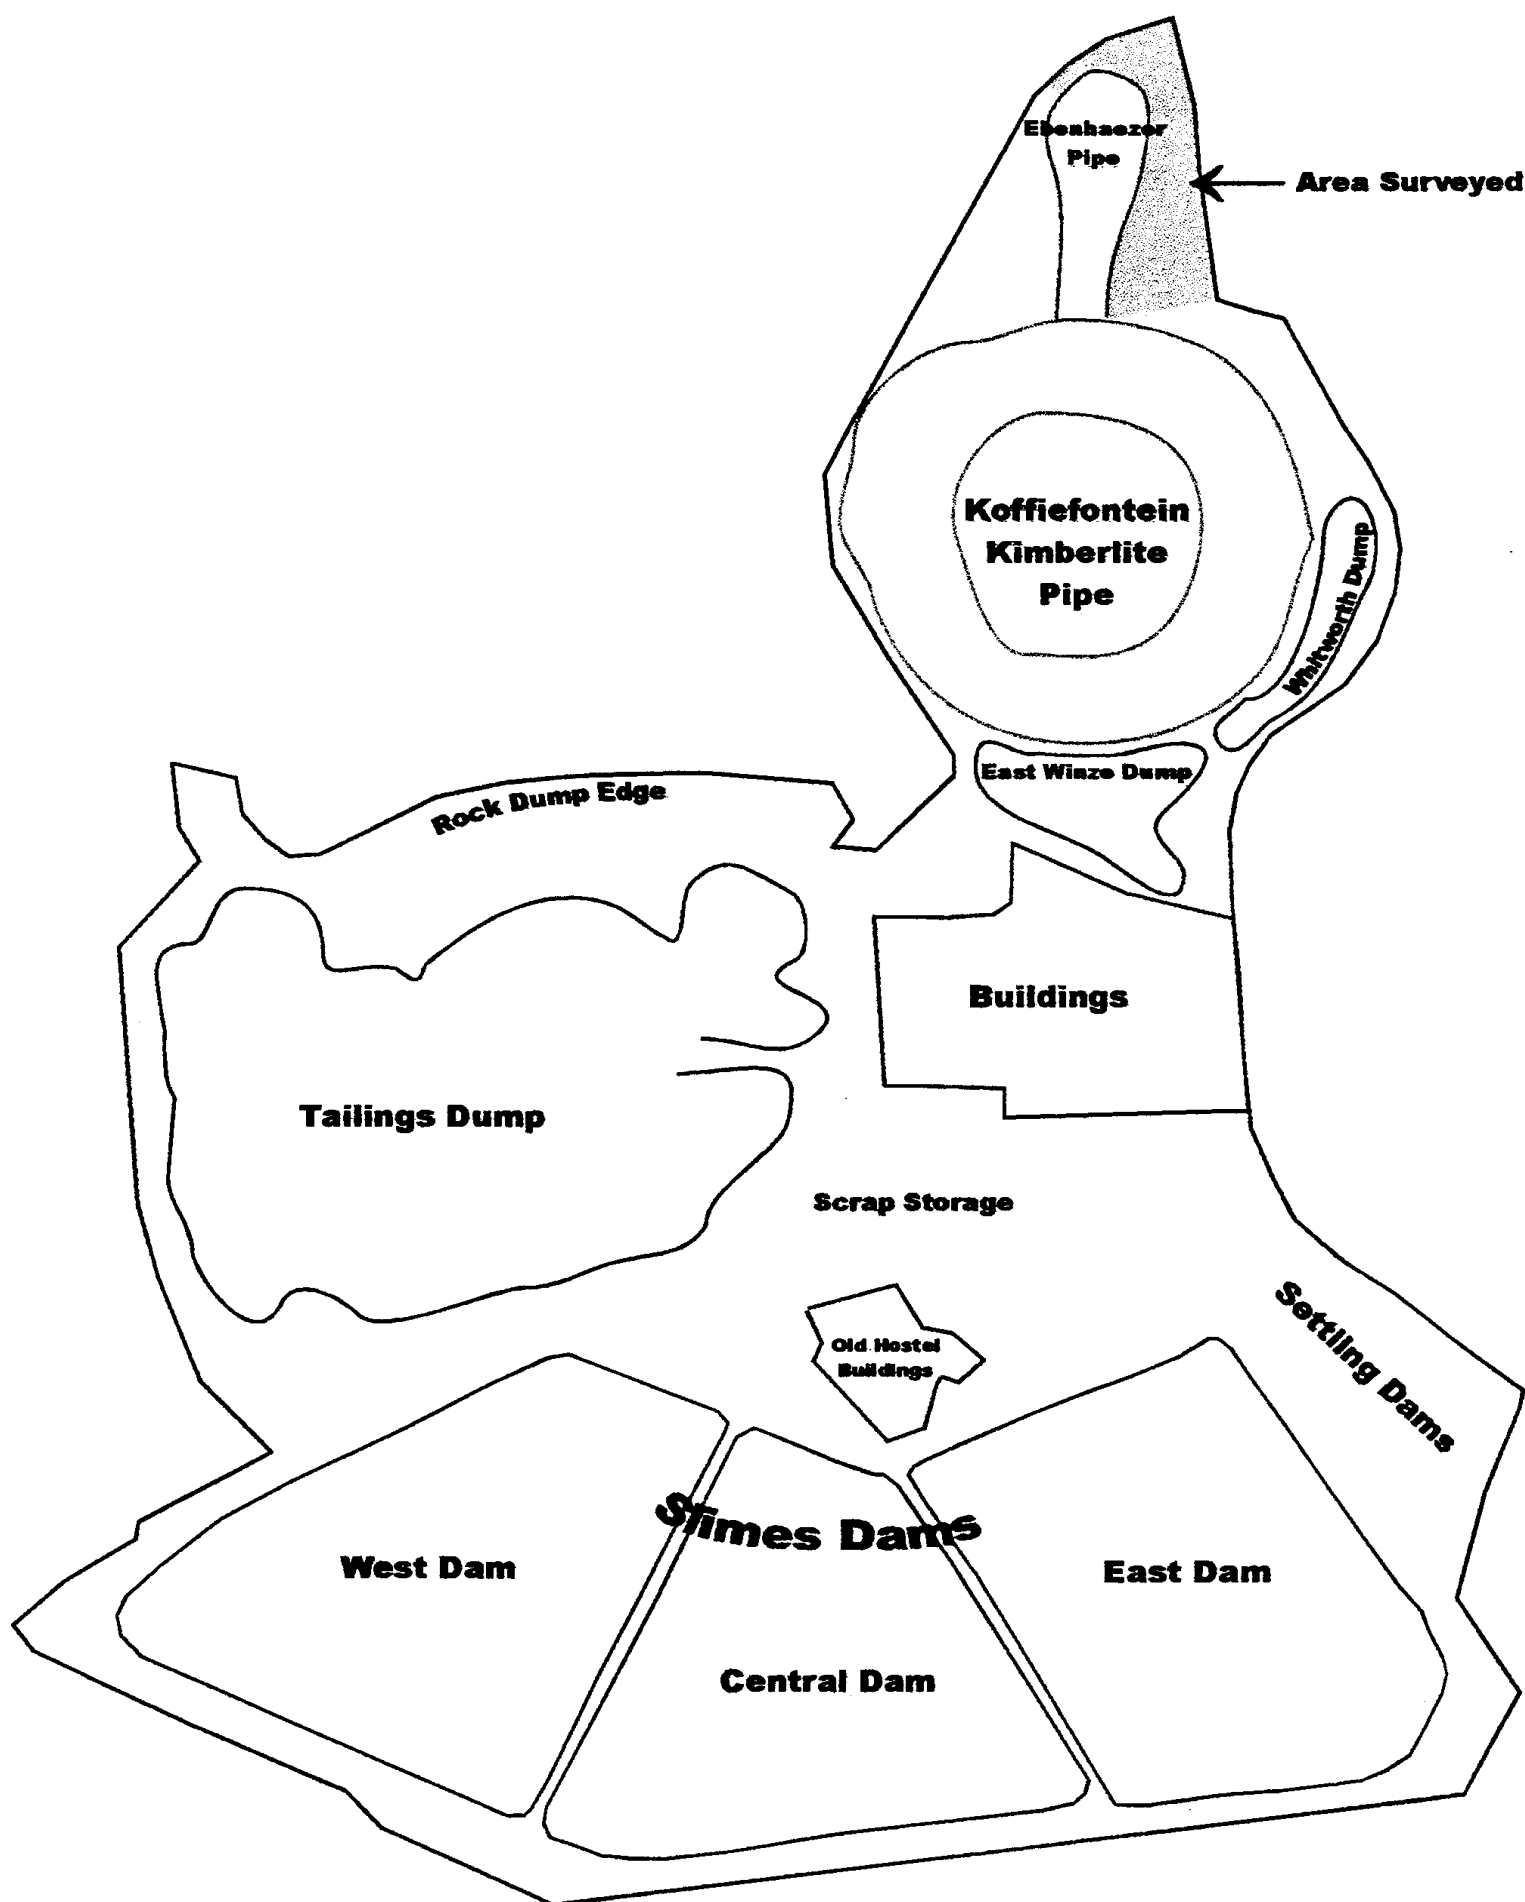 Ebenhaezer
Pipe
Area Surveyed
Koffiefontein
Kimberlite
Pipe
Whitworth Dump
East Winze Dump
Rock Dump Edge
Buildings
Tailings Dump
Scrap Storage
Settling Dams
Old Hostel
Buildings
Slimes Dams
West Dam
East Dam
Central Dam